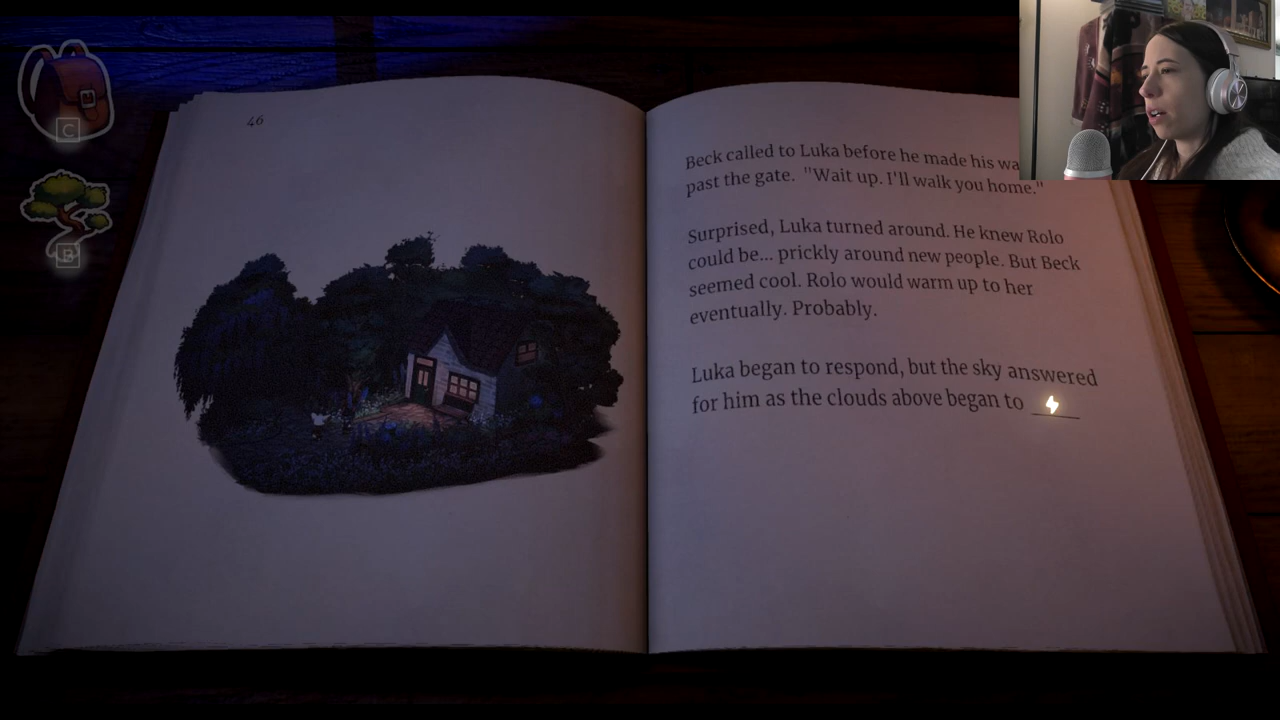 46
Beck called to Luka before he made his
past the gate. "Wait up. I'll walk you home."
Surprised, Luka turned around. He knew Rolo
could be... prickly around new people. But Beck
seemed cool. Rolo would warm up to her
eventually. Probably.
Luka began to respond, but the sky answered
for him as the clouds above began to
C
B